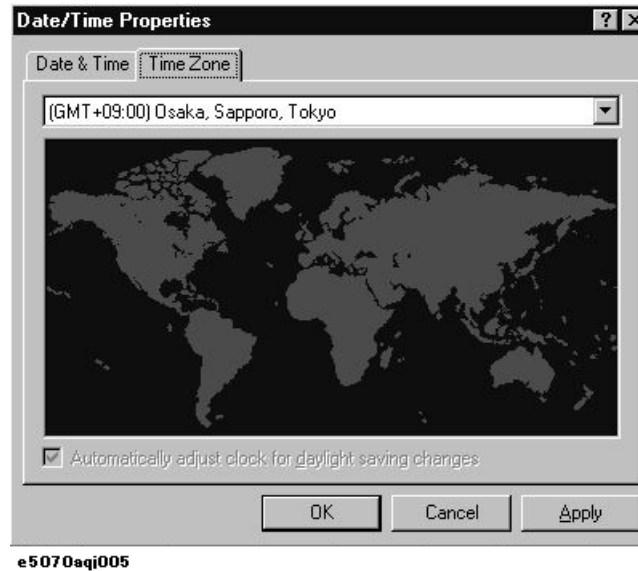 Date/Time Properties
Date & Time Time Zone
(GMT+09:00) Osaka, Sapporo, Tokyo
Automatically adjust clock for daylight saving changes
OK Cancel Apply
e5070aqj005